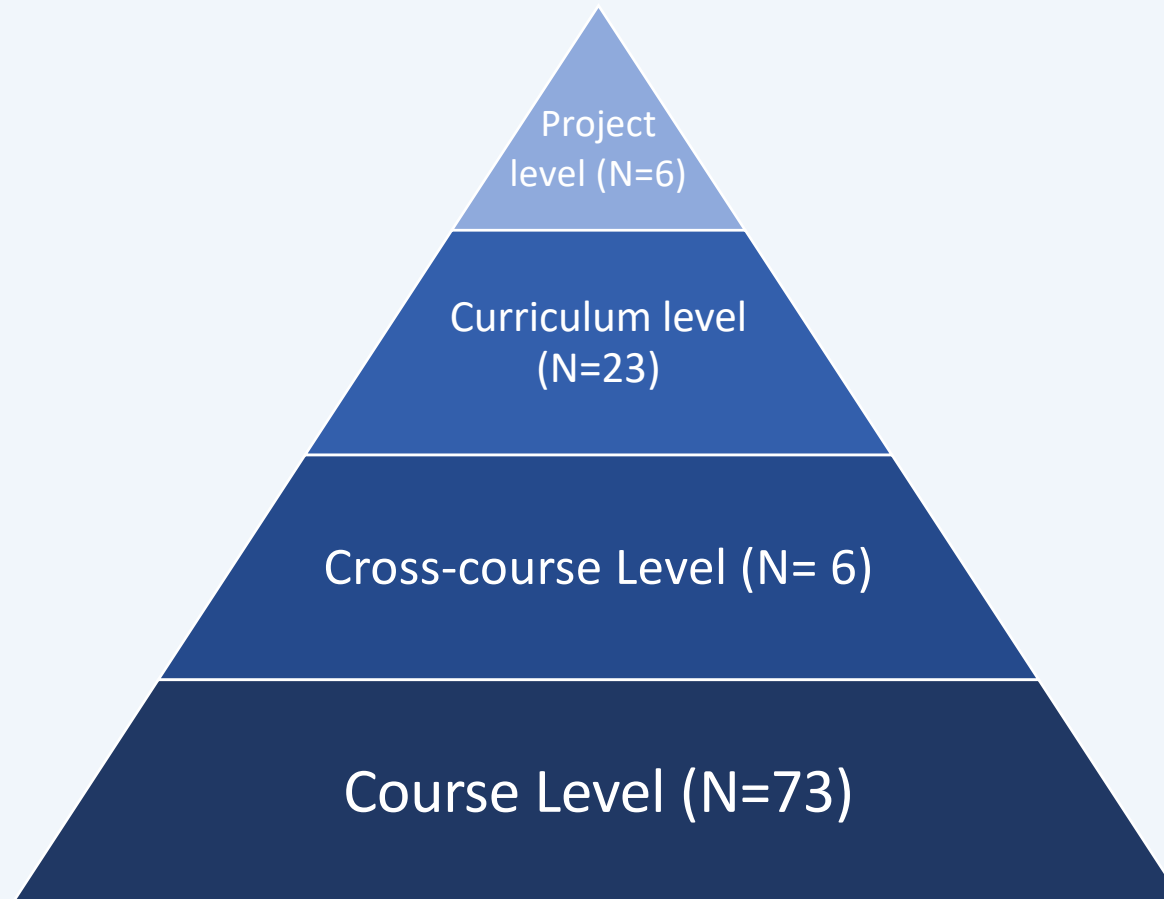 Project
level (N=6)
Curriculum level
(N=23)
Cross-course Level (N= 6)
Course Level (N=73)